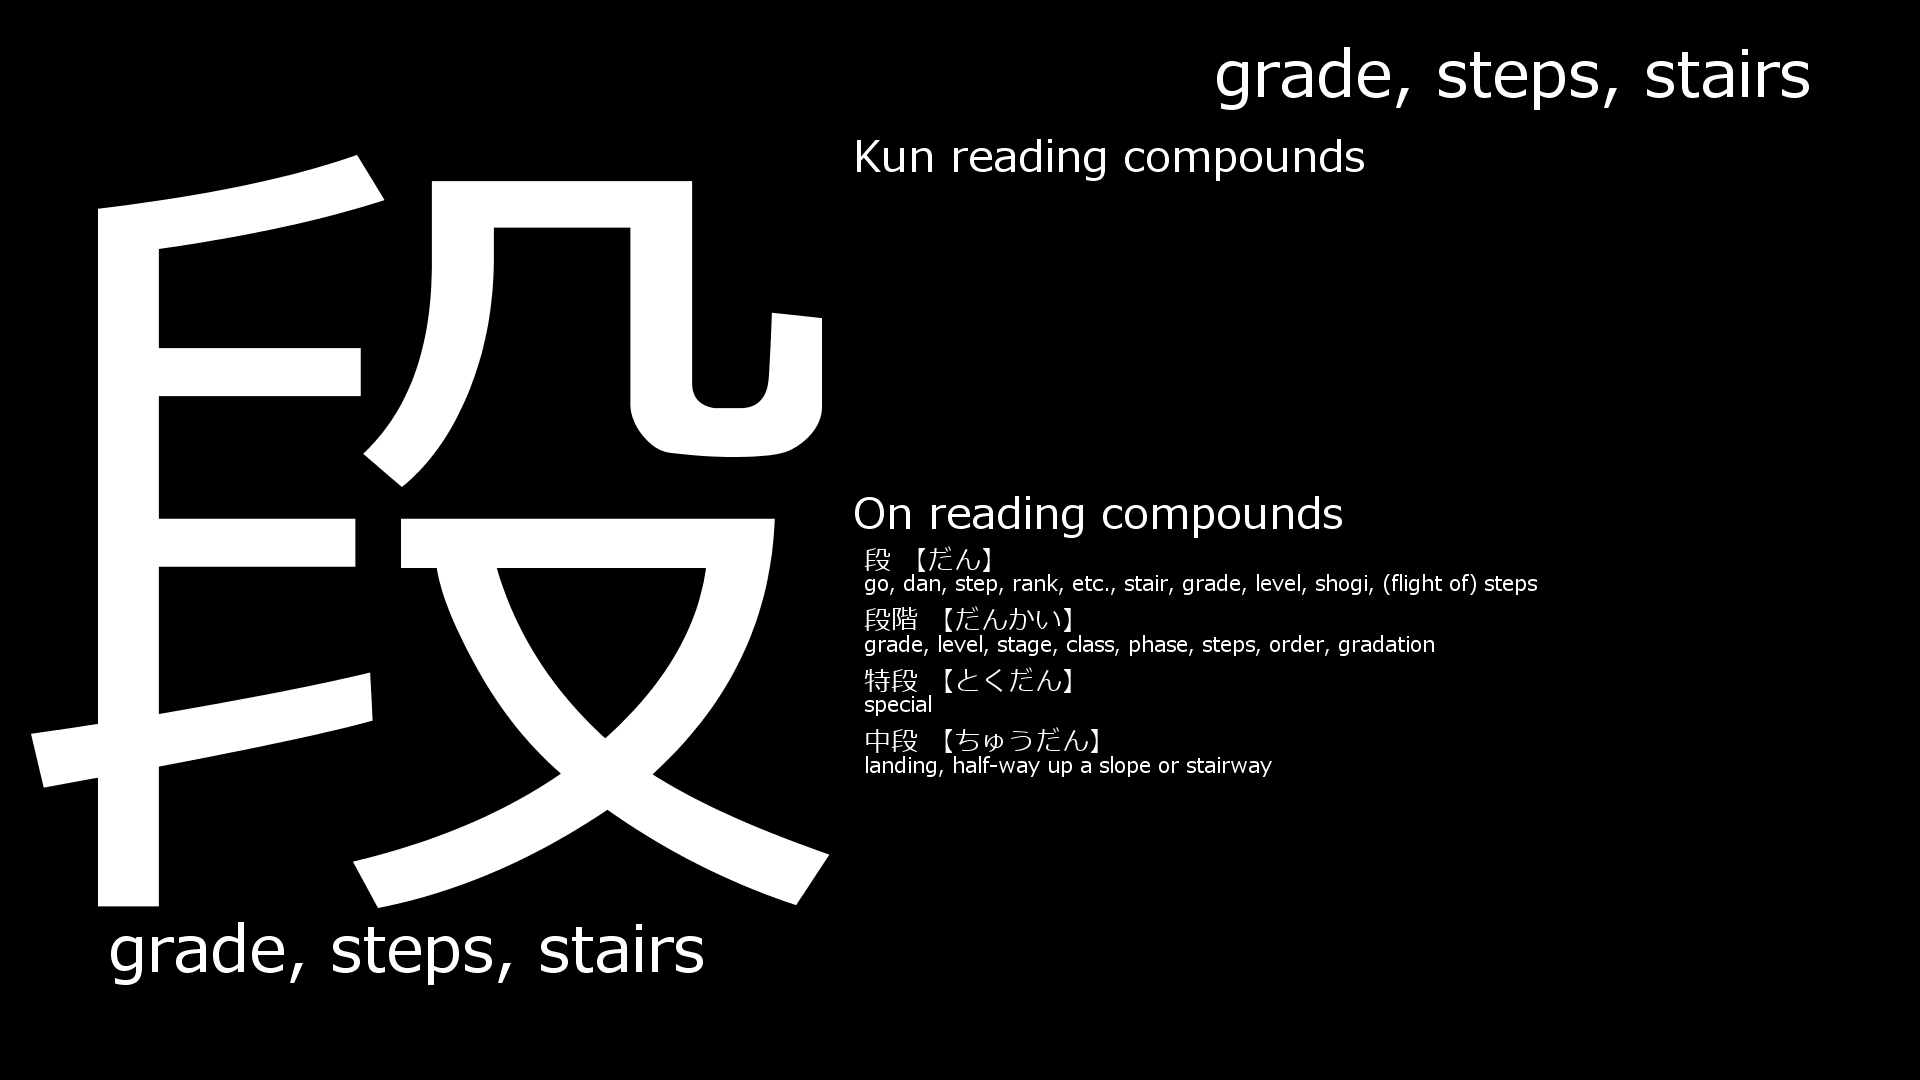 段
grade, steps, stairs
grade, steps, stairs
Kun reading compounds
On reading compounds
段 【だん】
go, dan, step, rank, etc., stair, grade, level, shogi, (flight of) steps
段階 【だんかい】
grade, level, stage, class, phase, steps, order, gradation
特段 【とくだん】
special
中段 【ちゅうだん】
landing, half-way up a slope or stairway